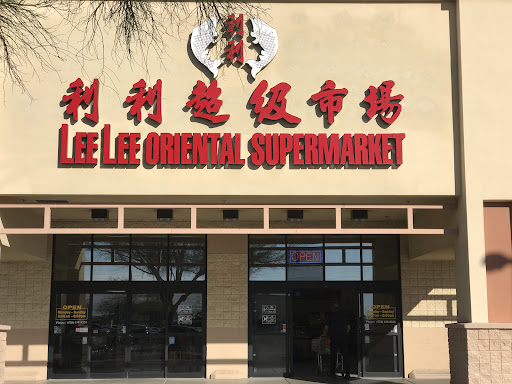 利
利
利利超级市場
LEE LEE ORIENTAL SUPERMARKET
OPEN
OPEN
OPEN